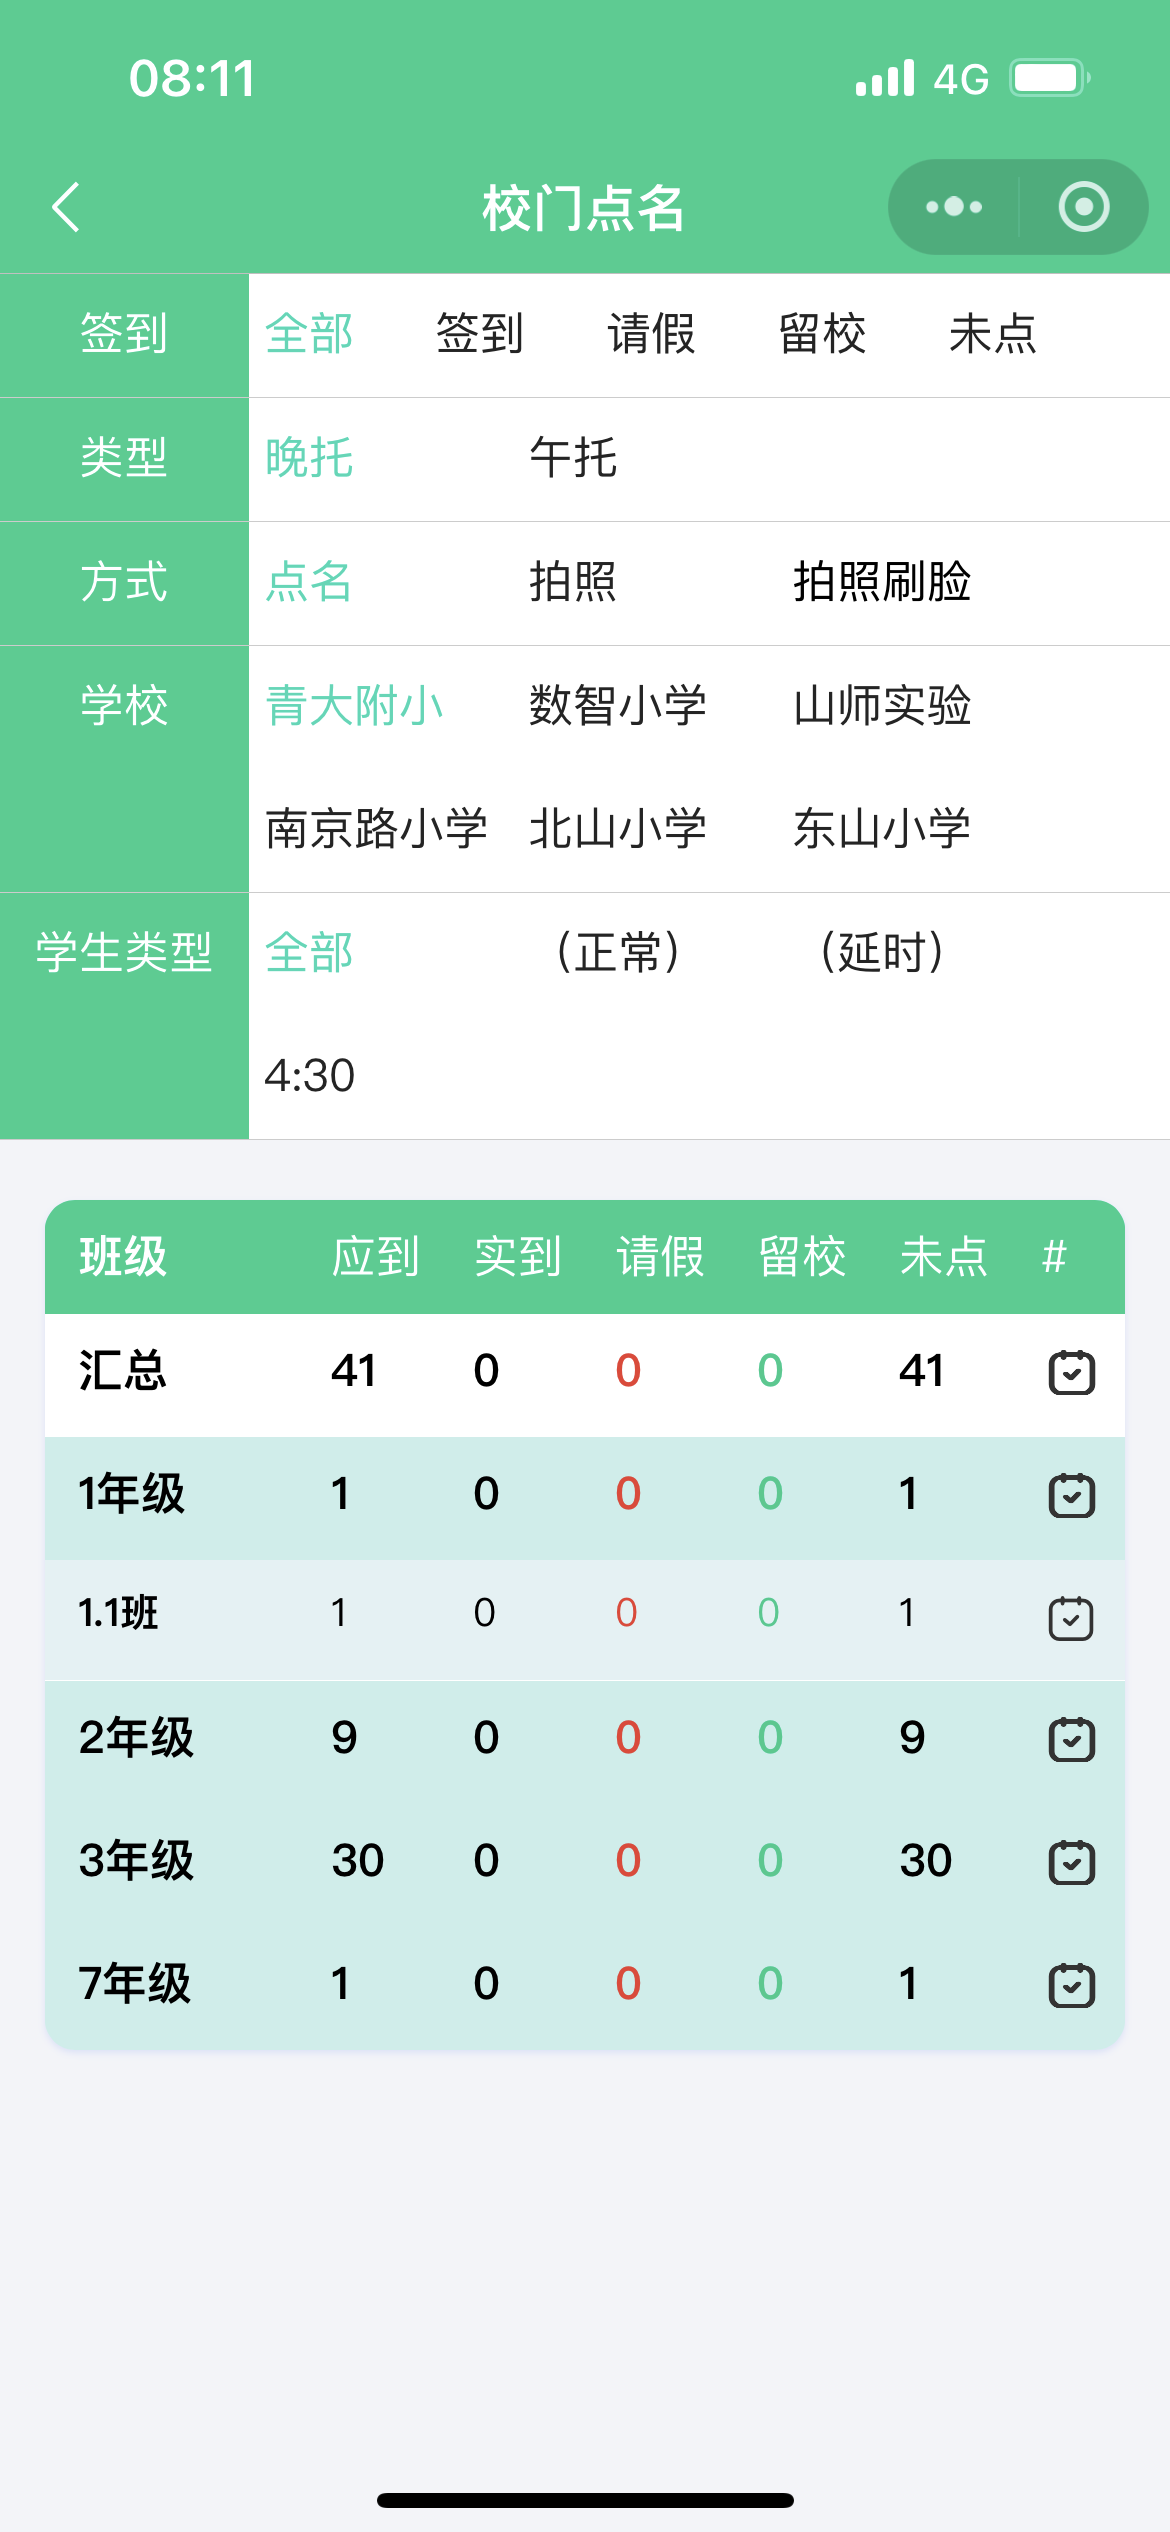 08:11 4G
校门点名
签到 全部 签到 请假 留校 未点
类型 晚托 午托
方式 点名 拍照 拍照刷脸
学校 青大附小 数智小学 山师实验
南京路小学 北山小学 东山小学
学生类型 全部 （正常） （延时）
4:30
班级 应到 实到 请假 留校 未点 #
汇总 41 0 0 0 41
1年级 1 0 0 0 1
1.1班 1 0 0 0 1
2年级 9 0 0 0 9
3年级 30 0 0 0 30
7年级 1 0 0 0 1